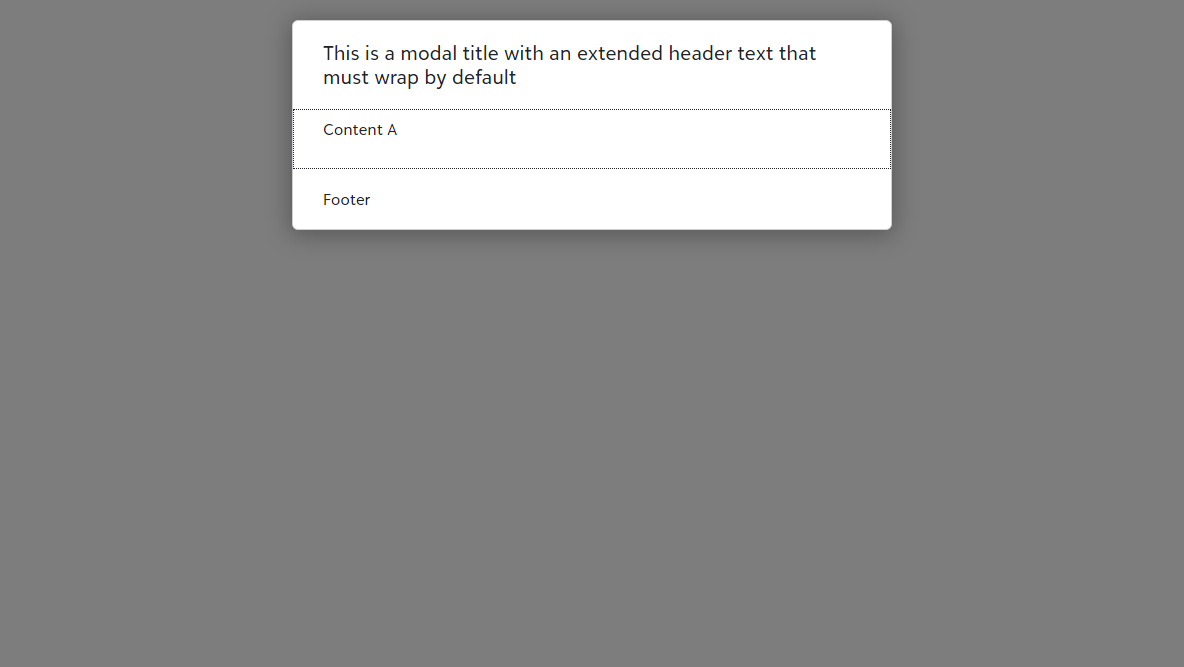 This is a modal title with an extended header text that
must wrap by default
Content A
Footer